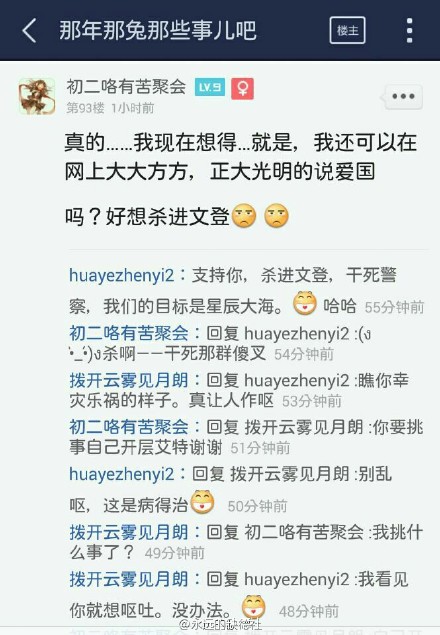 那年那兔那些事儿吧
楼主
初二咯有苦聚会 LV.9
第93楼 1小时前
真的……我现在想得…就是，我还可以在
网上大大方方，正大光明的说爱国
吗？好想杀进文登
huayezhenyi2：支持你，杀进文登，干死警
察，我们的目标是星辰大海。 哈哈 55分钟前
初二咯有苦聚会：回复 huayezhenyi2 :(ง
•̀_•́)ง杀啊——干死那群傻叉 54分钟前
拨开云雾见月朗：回复 huayezhenyi2 :瞧你幸
灾乐祸的样子。真让人作呕 53分钟前
初二咯有苦聚会：回复 拨开云雾见月朗 :你要挑
事自己开层艾特谢谢 51分钟前
huayezhenyi2：回复 拨开云雾见月朗 :别乱
呕，这是病得治 50分钟前
拨开云雾见月朗：回复 初二咯有苦聚会 :我挑什
么事了？ 49分钟前
拨开云雾见月朗：回复 huayezhenyi2 :我看见
你就想呕吐。没办法。 48分钟前
@永远的缺德社